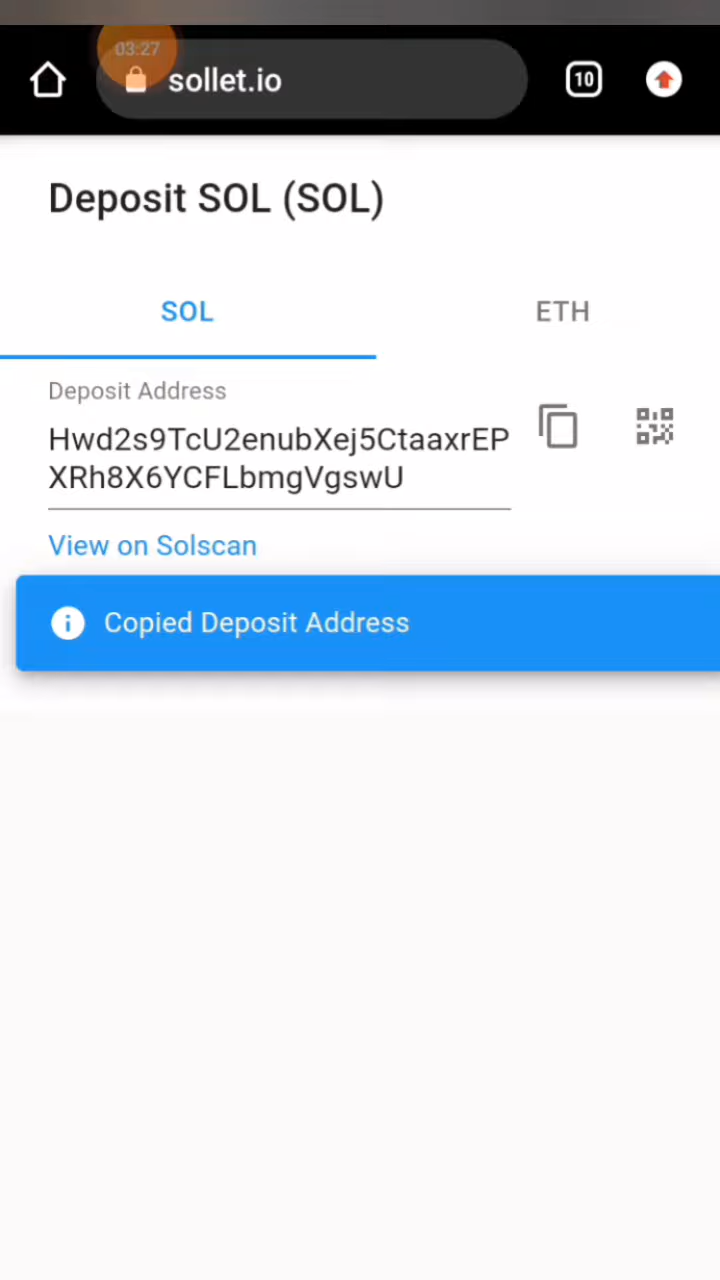 03:27
sollet.io
10
Deposit SOL (SOL)
SOL
ETH
Deposit Address
Hwd2s9TcU2enubXej5CtaaxrEP
XRh8X6YCFLbmgVgswU
View on Solscan
Copied Deposit Address